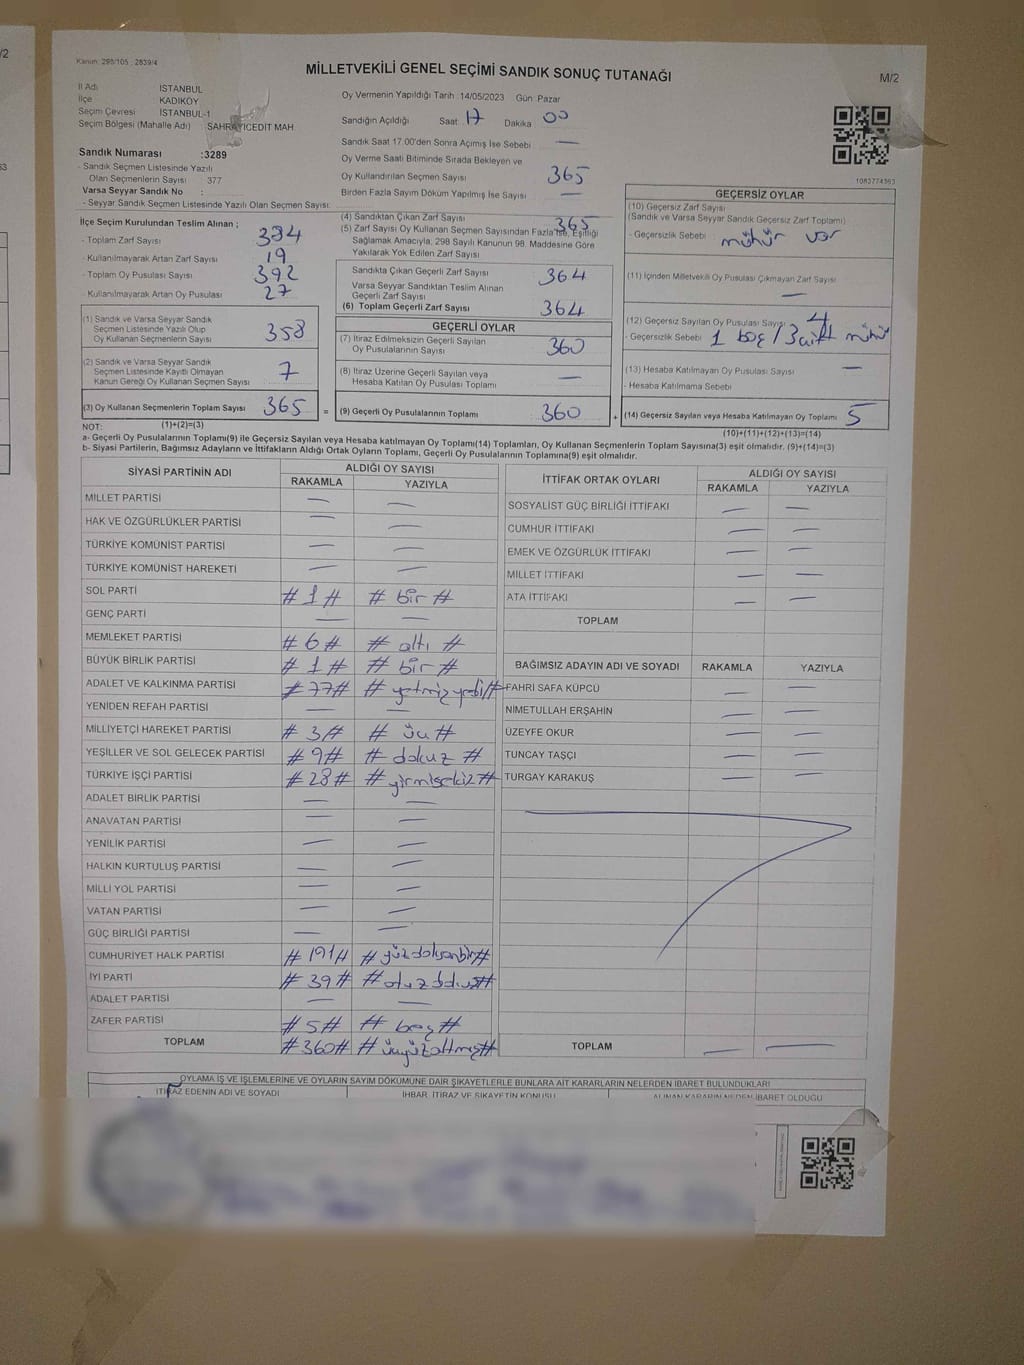 /2
Kanun: 298/105, 2839/4
MİLLETVEKİLİ GENEL SEÇİMİ SANDIK SONUÇ TUTANAĞI
M/2
İl Adı İSTANBUL
İlçe KADIKÖY
Seçim Çevresi İSTANBUL-1
Seçim Bölgesi (Mahalle Adı) : SAHRAYICEDİT MAH
Sandık Numarası :3289
- Sandık Seçmen Listesinde Yazılı
Olan Seçmenlerin Sayısı : 377
Varsa Seyyar Sandık No :
- Seyyar Sandık Seçmen Listesinde Yazılı Olan Seçmen Sayısı:
Oy Vermenin Yapıldığı Tarih :14/05/2023 Gün: Pazar
Sandığın Açıldığı Saat 17 Dakika 00
Sandık Saat 17.00'den Sonra Açımış İse Sebebi —
Oy Verme Saati Bitiminde Sırada Bekleyen ve
Oy Kullandırılan Seçmen Sayısı 365
Birden Fazla Sayım Döküm Yapılmış İse Sayısı —
1083774363
İlçe Seçim Kurulundan Teslim Alınan ;
- Toplam Zarf Sayısı 384
- Kullanılmayarak Artan Zarf Sayısı 19
- Toplam Oy Pusulası Sayısı 392
- Kullanılmayarak Artan Oy Pusulası 27
(1) Sandık ve Varsa Seyyar Sandık
Seçmen Listesinde Yazılı Olup
Oy Kullanan Seçmenlerin Sayısı 358
(2) Sandık ve Varsa Seyyar Sandık
Seçmen Listesinde Kayıtlı Olmayan
Kanun Gereği Oy Kullanan Seçmen Sayısı 7
(3) Oy Kullanan Seçmenlerin Toplam Sayısı 365 =
(1)+(2)=(3)
(4) Sandıktan Çıkan Zarf Sayısı 365
(5) Zarf Sayısı Oy Kullanan Seçmen Sayısından Fazla İse, Eşitliği
Sağlamak Amacıyla, 298 Sayılı Kanunun 98. Maddesine Göre
Yakılarak Yok Edilen Zarf Sayısı
Sandıkta Çıkan Geçerli Zarf Sayısı 364
Varsa Seyyar Sandıktan Teslim Alınan
Geçerli Zarf Sayısı
(6) Toplam Geçerli Zarf Sayısı 364
GEÇERLİ OYLAR
(7) İtiraz Edilmeksizin Geçerli Sayılan
Oy Pusulalarının Sayısı 360
(8) İtiraz Üzerine Geçerli Sayılan veya
Hesaba Katılan Oy Pusulası Toplamı —
(9) Geçerli Oy Pusulalarının Toplamı 360 +
GEÇERSİZ OYLAR
(10) Geçersiz Zarf Sayısı
(Sandık ve Varsa Seyyar Sandık Geçersiz Zarf Toplamı)
- Geçersizlik Sebebi : mühür var
(11) İçinden Milletvekili Oy Pusulası Çıkmayan Zarf Sayısı
—
(12) Geçersiz Sayılan Oy Pusulası Sayısı 4
- Geçersizlik Sebebi : 1 boş / 3 çift mühür
(13) Hesaba Katılmayan Oy Pusulası Sayısı —
- Hesaba Katılmama Sebebi
(14) Geçersiz Sayılan veya Hesaba Katılmayan Oy Toplamı 5
(10)+(11)+(12)+(13)=(14)
NOT:
a- Geçerli Oy Pusulalarının Toplamı(9) ile Geçersiz Sayılan veya Hesaba katılmayan Oy Toplamı(14) Toplamları, Oy Kullanan Seçmenlerin Toplam Sayısına(3) eşit olmalıdır. (9)+(14)=(3)
b- Siyasi Partilerin, Bağımsız Adayların ve İttifakların Aldığı Ortak Oyların Toplamı, Geçerli Oy Pusulalarının Toplamına(9) eşit olmalıdır.
SİYASİ PARTİNİN ADI ALDIĞI OY SAYISI
RAKAMLA YAZIYLA
MİLLET PARTİSİ — —
HAK VE ÖZGÜRLÜKLER PARTİSİ — —
TÜRKİYE KOMÜNİST PARTİSİ — —
TÜRKİYE KOMÜNİST HAREKETİ — —
SOL PARTİ # 1 # # bir #
GENÇ PARTİ — —
MEMLEKET PARTİSİ # 6 # # altı #
BÜYÜK BİRLİK PARTİSİ # 1 # # bir #
ADALET VE KALKINMA PARTİSİ # 77 # # yetmiş yedi #
YENİDEN REFAH PARTİSİ — —
MİLLİYETÇİ HAREKET PARTİSİ # 3 # # üç #
YEŞİLLER VE SOL GELECEK PARTİSİ # 9 # # dokuz #
TÜRKİYE İŞÇİ PARTİSİ # 28 # # yirmisekiz #
ADALET BİRLİK PARTİSİ — —
ANAVATAN PARTİSİ — —
YENİLİK PARTİSİ — —
HALKIN KURTULUŞ PARTİSİ — —
MİLLİ YOL PARTİSİ — —
VATAN PARTİSİ — —
GÜÇ BİRLİĞİ PARTİSİ — —
CUMHURİYET HALK PARTİSİ # 191 # # yüzdoksanbir #
İYİ PARTİ # 39 # # otuzdokuz #
ADALET PARTİSİ — —
ZAFER PARTİSİ # 5 # # beş #
TOPLAM # 360 # # üçyüzaltmış #
İTTİFAK ORTAK OYLARI ALDIĞI OY SAYISI
RAKAMLA YAZIYLA
SOSYALİST GÜÇ BİRLİĞİ İTTİFAKI — —
CUMHUR İTTİFAKI — —
EMEK VE ÖZGÜRLÜK İTTİFAKI — —
MİLLET İTTİFAKI — —
ATA İTTİFAKI — —
TOPLAM
BAĞIMSIZ ADAYIN ADI VE SOYADI RAKAMLA YAZIYLA
FAHRİ SAFA KÜPCÜ — —
NİMETULLAH ERŞAHİN — —
ÜZEYFE OKUR — —
TUNCAY TAŞÇI — —
TURGAY KARAKUŞ — —
TOPLAM — —
OYLAMA İŞ VE İŞLEMLERİNE VE OYLARIN SAYIM DÖKÜMÜNE DAİR ŞİKAYETLERLE BUNLARA AİT KARARLARIN NELERDEN İBARET BULUNDUKLARI
İTİRAZ EDENİN ADI VE SOYADI İHBAR, İTİRAZ VE ŞİKAYETİN KONUSU ALINAN KARARIN NEDEN İBARET OLDUĞU